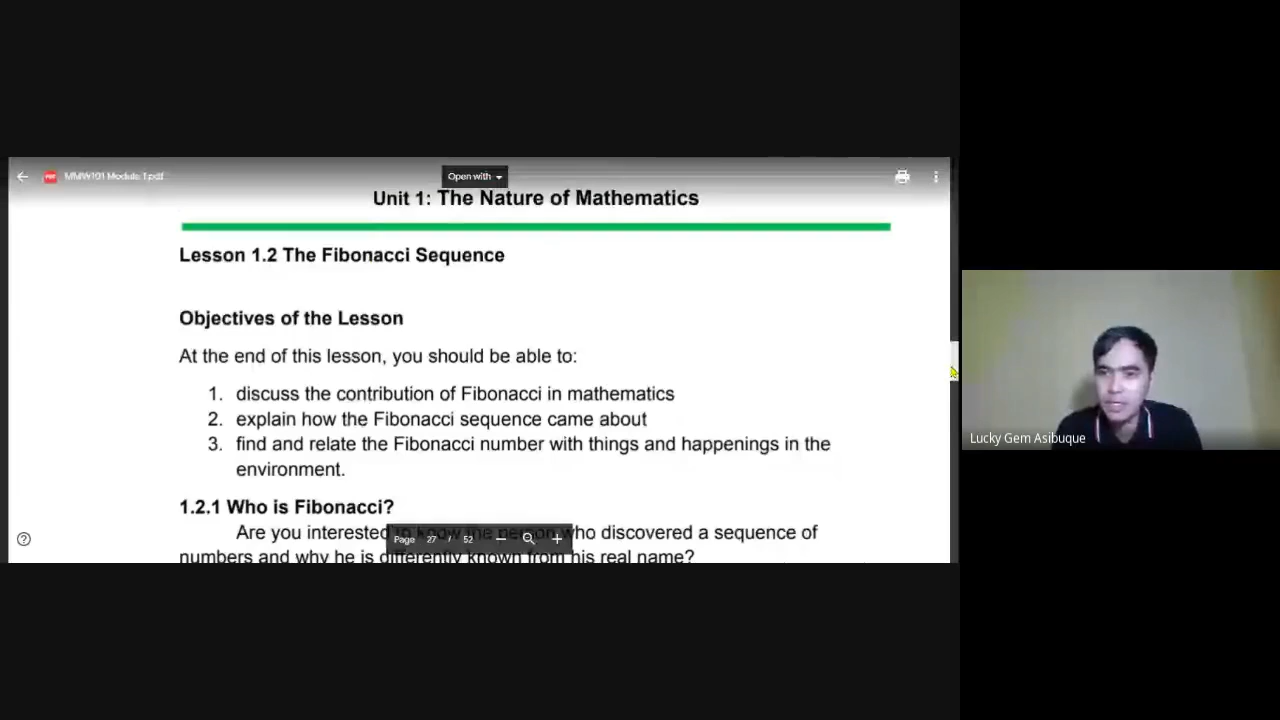 MMW101 Module 1.pdf
Open with
Unit 1: The Nature of Mathematics
Lesson 1.2 The Fibonacci Sequence
Objectives of the Lesson
At the end of this lesson, you should be able to:
1. discuss the contribution of Fibonacci in mathematics
2. explain how the Fibonacci sequence came about
3. find and relate the Fibonacci number with things and happenings in the
environment.
1.2.1 Who is Fibonacci?
Are you interested to know the person who discovered a sequence of
numbers and why he is differently known from his real name?
Page 27 / 52
Lucky Gem Asibuque